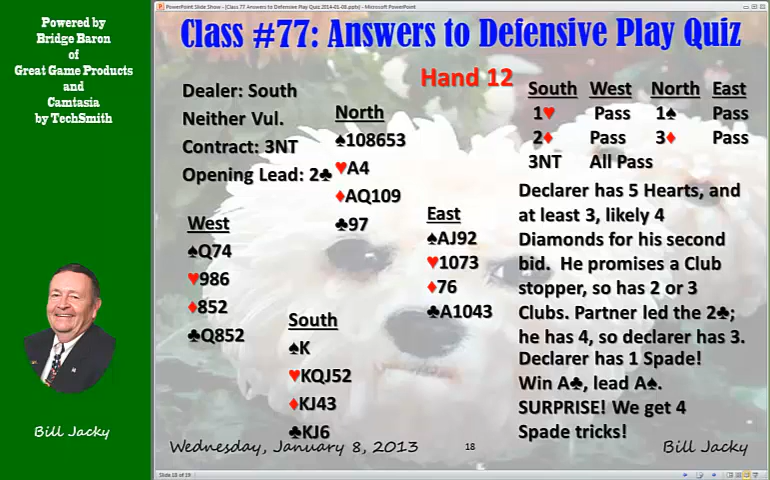 Powered by
Bridge Baron
of
Great Game Products
and
Camtasia
by TechSmith
Bill Jacky
PowerPoint Slide Show - [Class 77 Answers to Defensive Play Quiz.2014-01-08.pptx] - Microsoft PowerPoint
Class #77: Answers to Defensive Play Quiz
Hand 12
Dealer: South
Neither Vul.
Contract: 3NT
Opening Lead: 2♣
North
♠108653
♥A4
♦AQ109
♣97
West
♠Q74
♥986
♦852
♣Q852
East
♠AJ92
♥1073
♦76
♣A1043
South
♠K
♥KQJ52
♦KJ43
♣KJ6
South West North East
1♥ Pass 1♠ Pass
2♦ Pass 3♦ Pass
3NT All Pass
Declarer has 5 Hearts, and
at least 3, likely 4
Diamonds for his second
bid. He promises a Club
stopper, so has 2 or 3
Clubs. Partner led the 2♣;
he has 4, so declarer has 3.
Declarer has 1 Spade!
Win A♣, lead A♠.
SURPRISE! We get 4
Spade tricks!
Wednesday, January 8, 2013
18
Bill Jacky
Slide 18 of 19